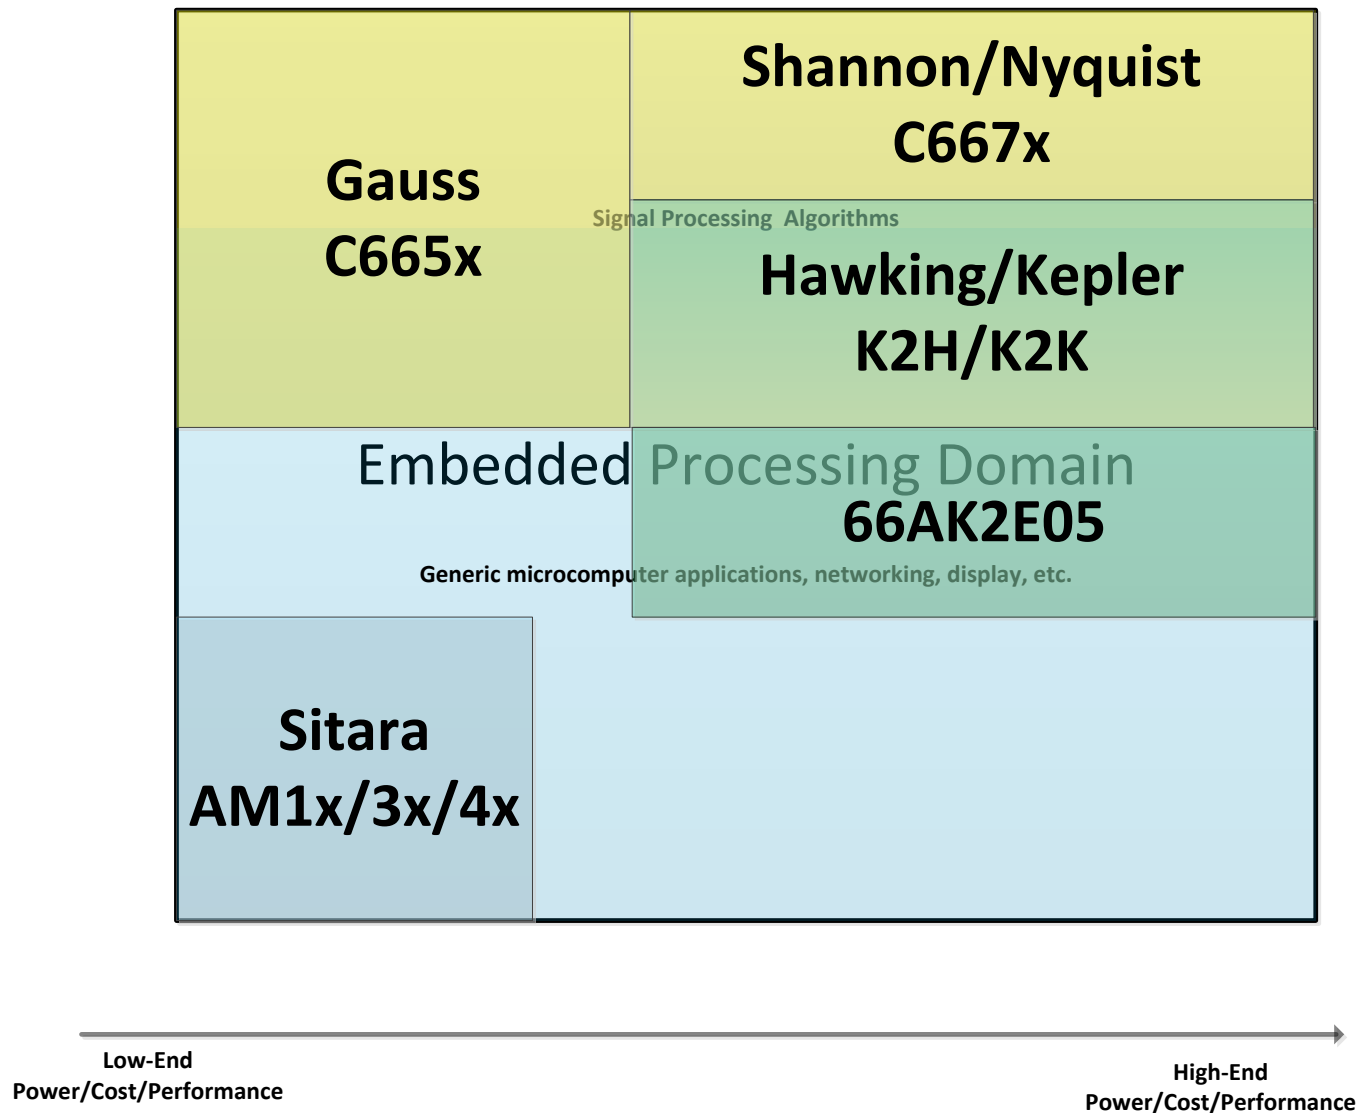 Shannon/Nyquist
C667x
Gauss
C665x
Signal Processing Algorithms
Hawking/Kepler
K2H/K2K
Embedded Processing Domain
66AK2E05
Generic microcomputer applications, networking, display, etc.
Sitara
AM1x/3x/4x
Low-End
Power/Cost/Performance
High-End
Power/Cost/Performance